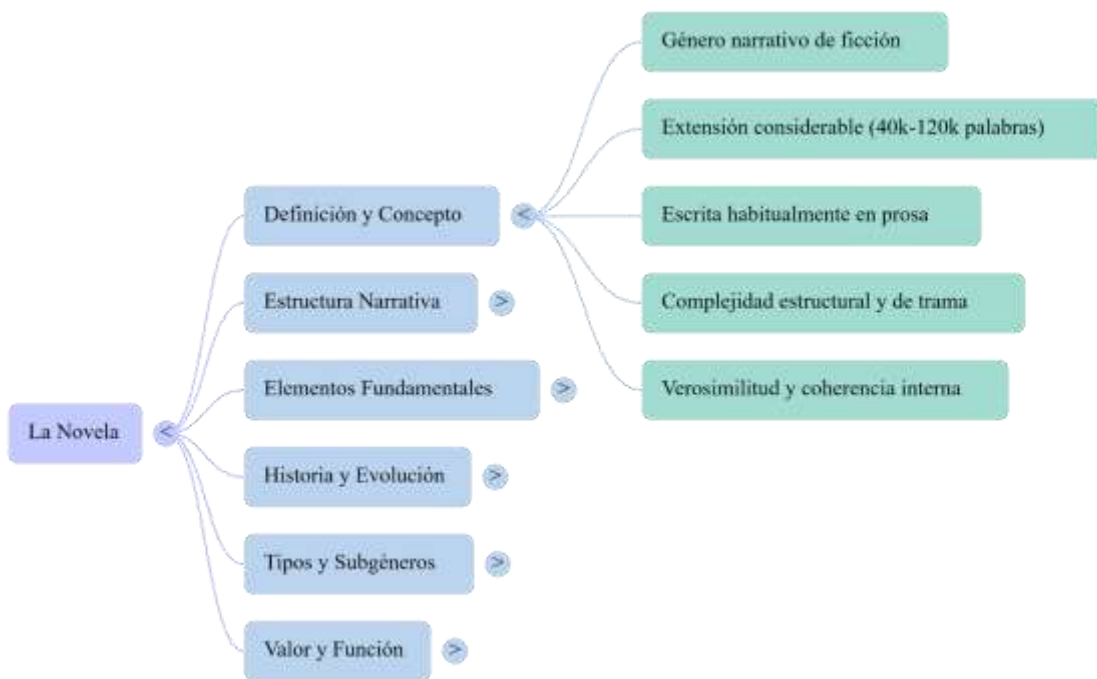 La Novela
<
Definición y Concepto
<
Género narrativo de ficción
Extensión considerable (40k-120k palabras)
Escrita habitualmente en prosa
Complejidad estructural y de trama
Verosimilitud y coherencia interna
Estructura Narrativa
>
Elementos Fundamentales
>
Historia y Evolución
>
Tipos y Subgéneros
>
Valor y Función
>